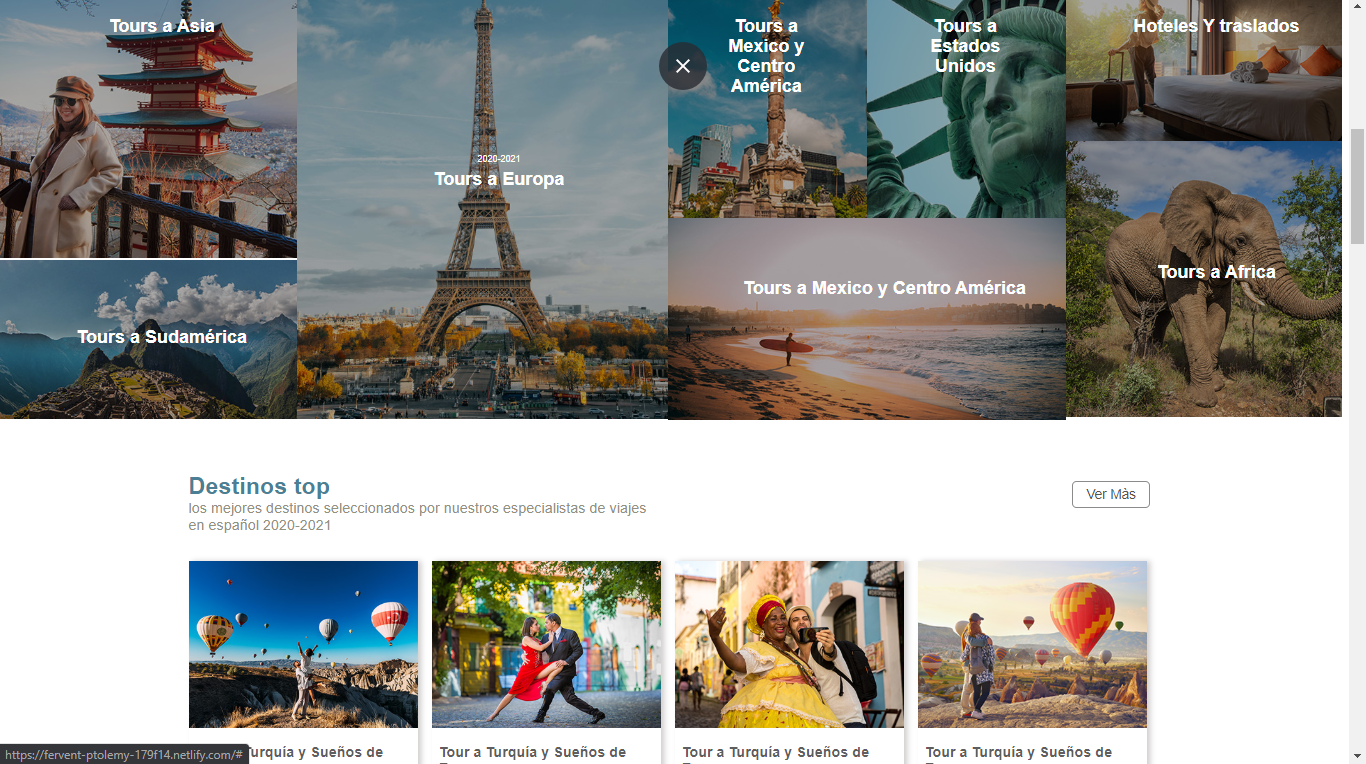 Tours a Asia
2020-2021
Tours a Europa
Tours a
Mexico y
Centro
América
Tours a
Estados
Unidos
Hoteles Y traslados
Tours a Sudamérica
Tours a Mexico y Centro América
Tours a Africa
Destinos top
los mejores destinos seleccionados por nuestros especialistas de viajes
en español 2020-2021
Ver Màs
Turquía y Sueños de
Tour a Turquía y Sueños de
Tour a Turquía y Sueños de
Tour a Turquía y Sueños de
https://fervent-ptolemy-179f14.netlify.com/#